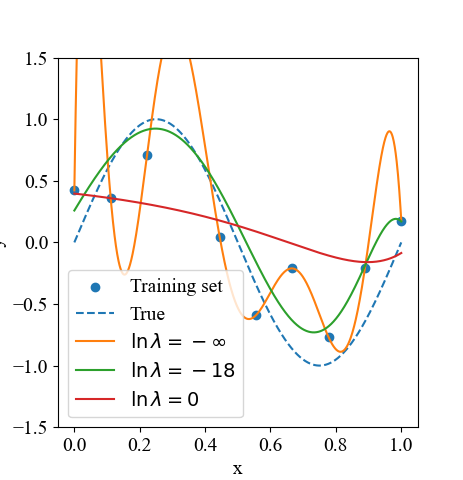 1.5
1.0
0.5
0.0
−0.5
−1.0
−1.5
y
Training set
True
ln λ = − ∞
ln λ = − 18
ln λ = 0
0.0 0.2 0.4 0.6 0.8 1.0
x